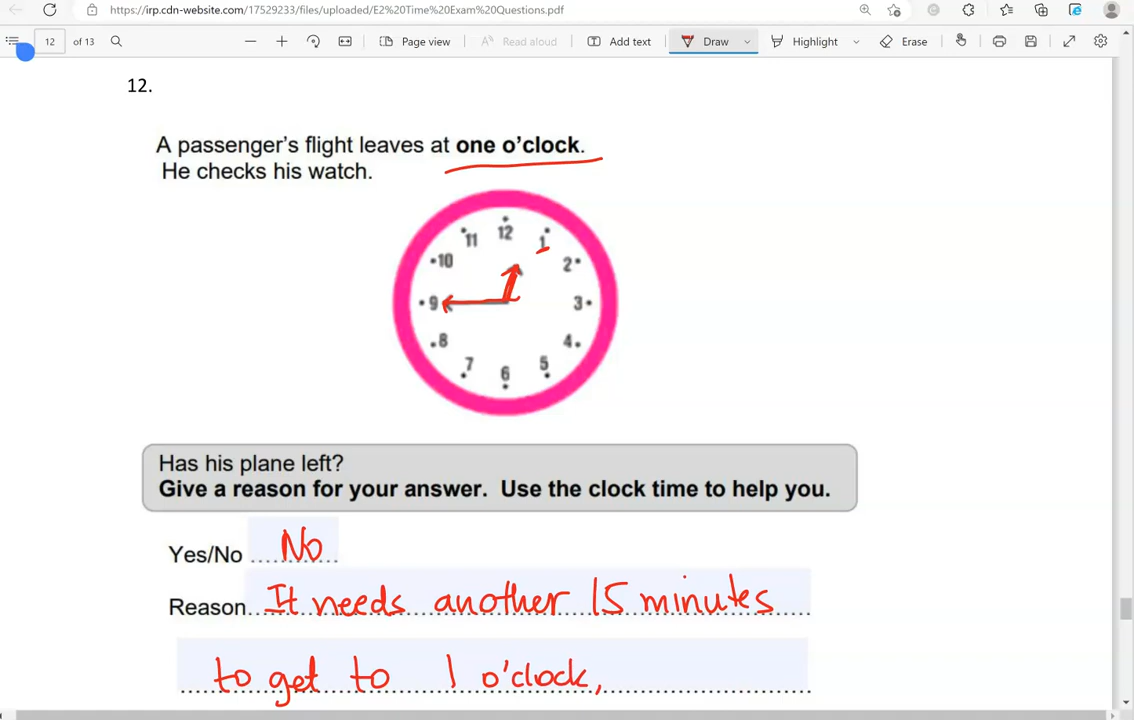 https://irp.cdn-website.com/17529233/files/uploaded/E2%20Time%20Exam%20Questions.pdf
12 of 13 Page view Read aloud Add text Draw Highlight Erase
12.
A passenger's flight leaves at one o'clock.
He checks his watch.
12
11 1
10 2
9 3
8 4
7 5
6
Has his plane left?
Give a reason for your answer. Use the clock time to help you.
Yes/No No
Reason It needs another 15 minutes
to get to 1 o'clock,